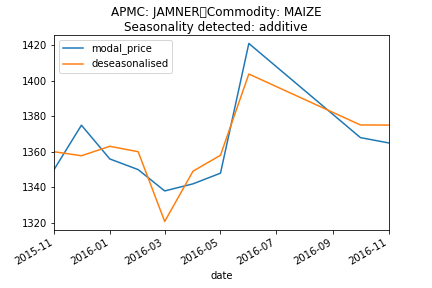 APMC: JAMNER▯Commodity: MAIZE
Seasonality detected: additive
modal_price
deseasonalised
1420
1400
1380
1360
1340
1320
2015-11
2016-01
2016-03
2016-05
2016-07
2016-09
2016-11
date